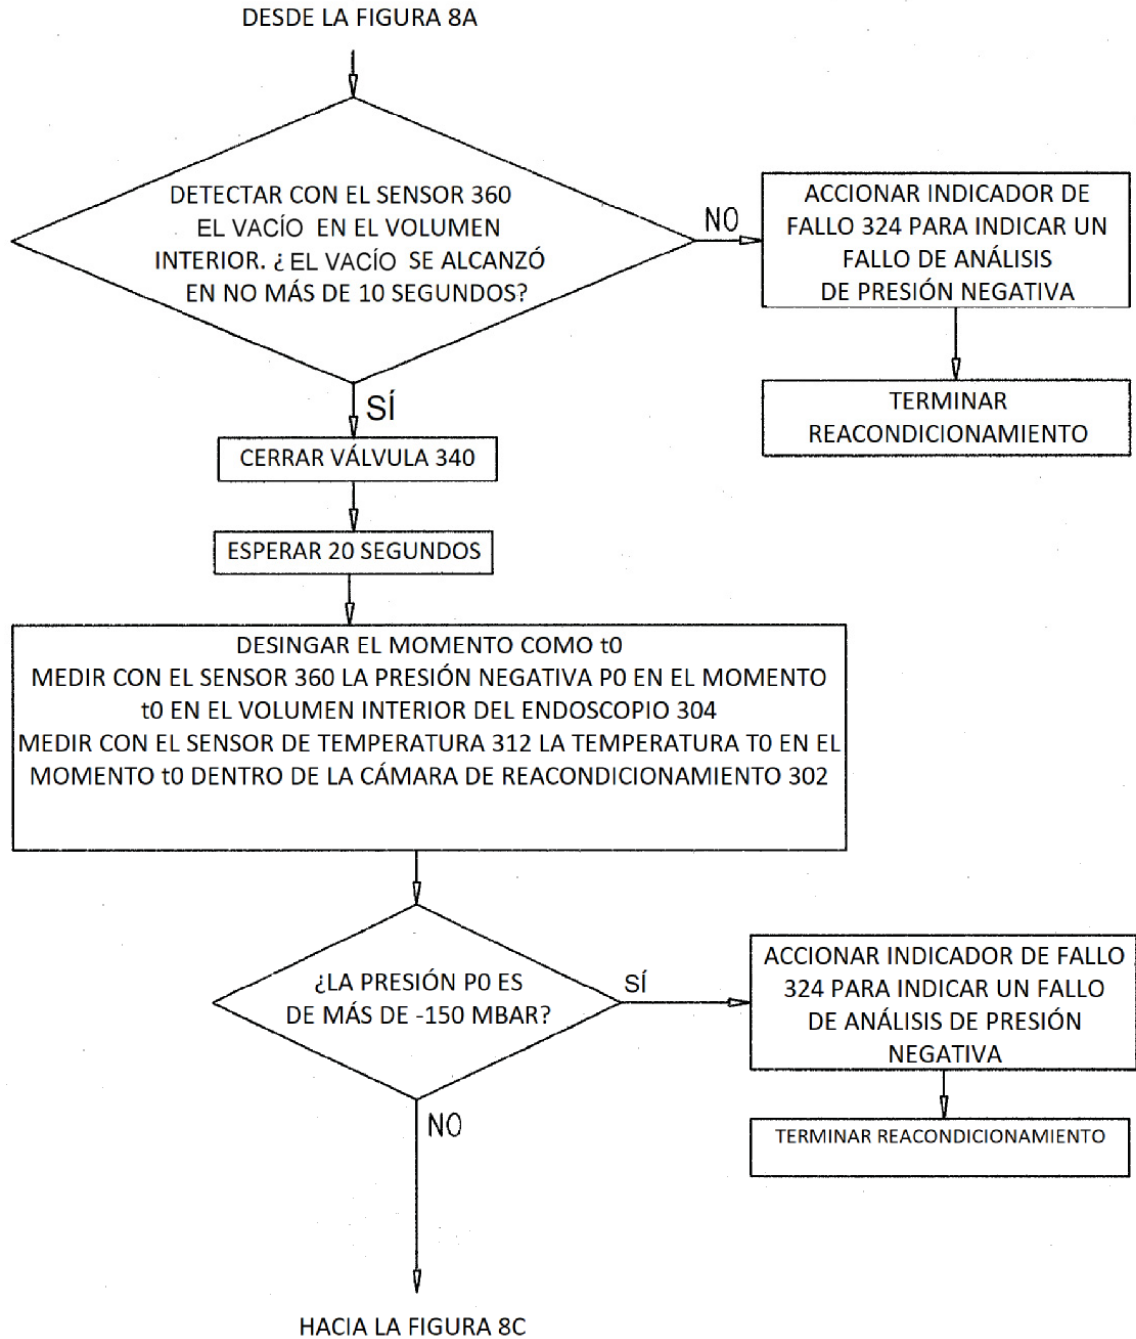 DESDE LA FIGURA 8A
DETECTAR CON EL SENSOR 360
EL VACÍO EN EL VOLUMEN
INTERIOR. ¿ EL VACÍO SE ALCANZÓ
EN NO MÁS DE 10 SEGUNDOS?
NO
ACCIONAR INDICADOR DE
FALLO 324 PARA INDICAR UN
FALLO DE ANÁLISIS
DE PRESIÓN NEGATIVA
TERMINAR
REACONDICIONAMIENTO
SÍ
CERRAR VÁLVULA 340
ESPERAR 20 SEGUNDOS
DESINGAR EL MOMENTO COMO t0
MEDIR CON EL SENSOR 360 LA PRESIÓN NEGATIVA P0 EN EL MOMENTO
t0 EN EL VOLUMEN INTERIOR DEL ENDOSCOPIO 304
MEDIR CON EL SENSOR DE TEMPERATURA 312 LA TEMPERATURA T0 EN EL
MOMENTO t0 DENTRO DE LA CÁMARA DE REACONDICIONAMIENTO 302
¿LA PRESIÓN P0 ES
DE MÁS DE -150 MBAR?
SÍ
ACCIONAR INDICADOR DE FALLO
324 PARA INDICAR UN FALLO
DE ANÁLISIS DE PRESIÓN
NEGATIVA
TERMINAR REACONDICIONAMIENTO
NO
HACIA LA FIGURA 8C